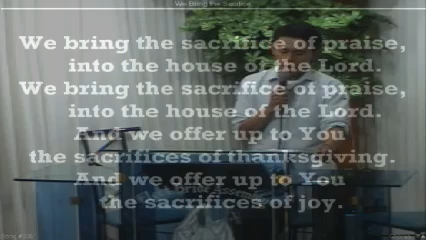 We Bring the Sacrifice
We bring the sacrifice of praise,
into the house of the Lord.
We bring the sacrifice of praise,
into the house of the Lord.
And we offer up to You
the sacrifices of thanksgiving.
And we offer up to You
the sacrifices of joy.